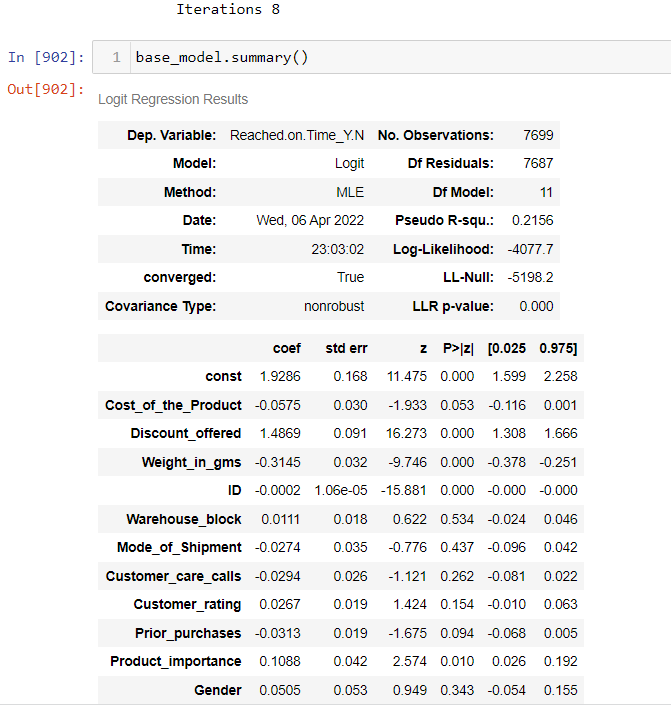 Iterations 8
In [902]: 1 base_model.summary()
Out[902]:
Logit Regression Results
Dep. Variable: Reached.on.Time_Y.N No. Observations: 7699
Model: Logit Df Residuals: 7687
Method: MLE Df Model: 11
Date: Wed, 06 Apr 2022 Pseudo R-squ.: 0.2156
Time: 23:03:02 Log-Likelihood: -4077.7
converged: True LL-Null: -5198.2
Covariance Type: nonrobust LLR p-value: 0.000
coef std err z P>|z| [0.025 0.975]
const 1.9286 0.168 11.475 0.000 1.599 2.258
Cost_of_the_Product -0.0575 0.030 -1.933 0.053 -0.116 0.001
Discount_offered 1.4869 0.091 16.273 0.000 1.308 1.666
Weight_in_gms -0.3145 0.032 -9.746 0.000 -0.378 -0.251
ID -0.0002 1.06e-05 -15.881 0.000 -0.000 -0.000
Warehouse_block 0.0111 0.018 0.622 0.534 -0.024 0.046
Mode_of_Shipment -0.0274 0.035 -0.776 0.437 -0.096 0.042
Customer_care_calls -0.0294 0.026 -1.121 0.262 -0.081 0.022
Customer_rating 0.0267 0.019 1.424 0.154 -0.010 0.063
Prior_purchases -0.0313 0.019 -1.675 0.094 -0.068 0.005
Product_importance 0.1088 0.042 2.574 0.010 0.026 0.192
Gender 0.0505 0.053 0.949 0.343 -0.054 0.155